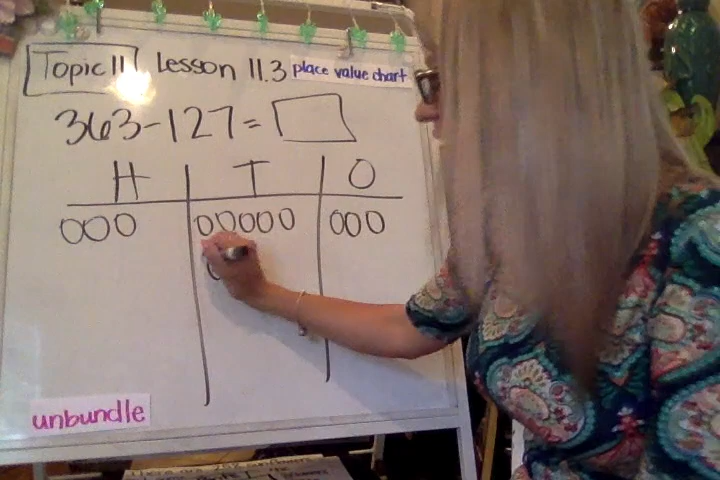 Topic 11 Lesson 11.3 place value chart
363-127=
H T O
000 00000 000
unbundle